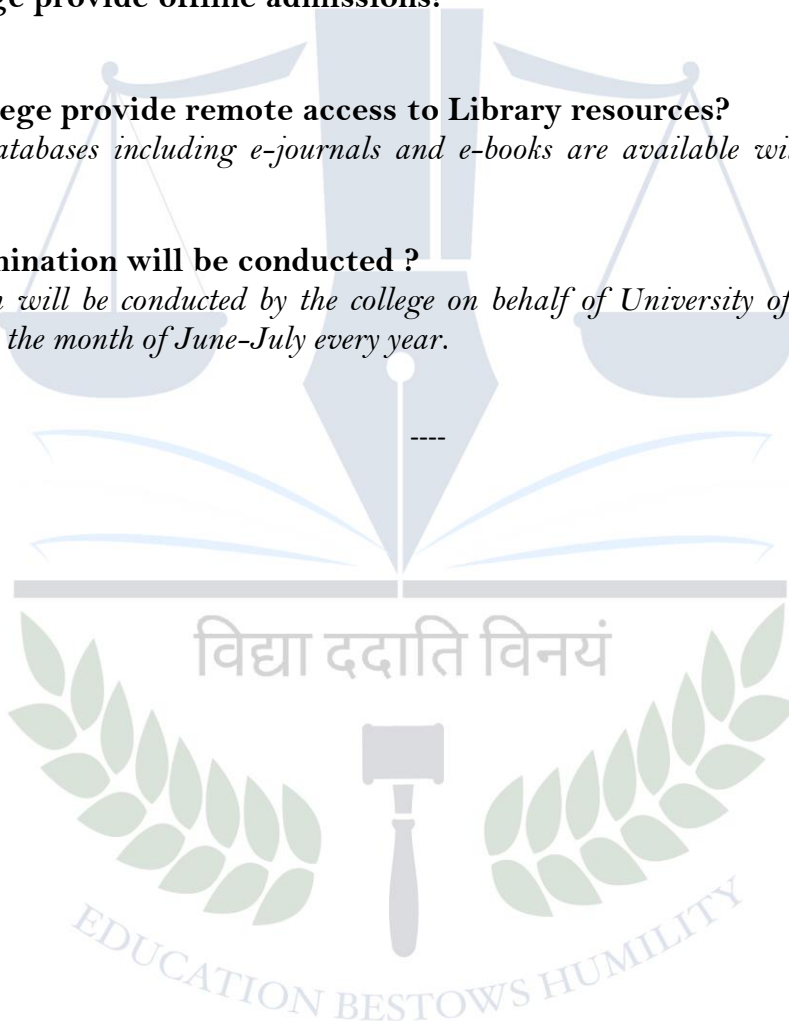 ge provide offline admissions?
ege provide remote access to Library resources?
atabases including e-journals and e-books are available wi
nination will be conducted ?
n will be conducted by the college on behalf of University of
the month of June-July every year.
----
विद्या ददाति विनयं
EDUCATION BESTOWS HUMILITY